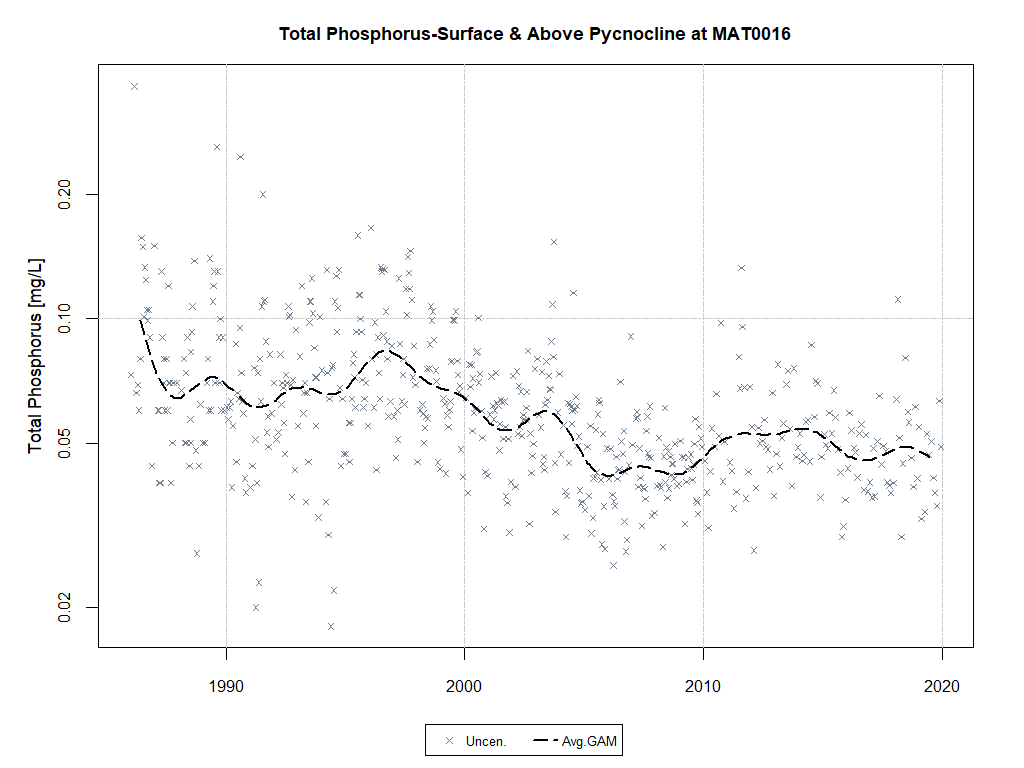 Total Phosphorus-Surface & Above Pycnocline at MAT0016
Total Phosphorus [mg/L]
0.20
0.10
0.05
0.02
1990 2000 2010 2020
Uncen. Avg.GAM